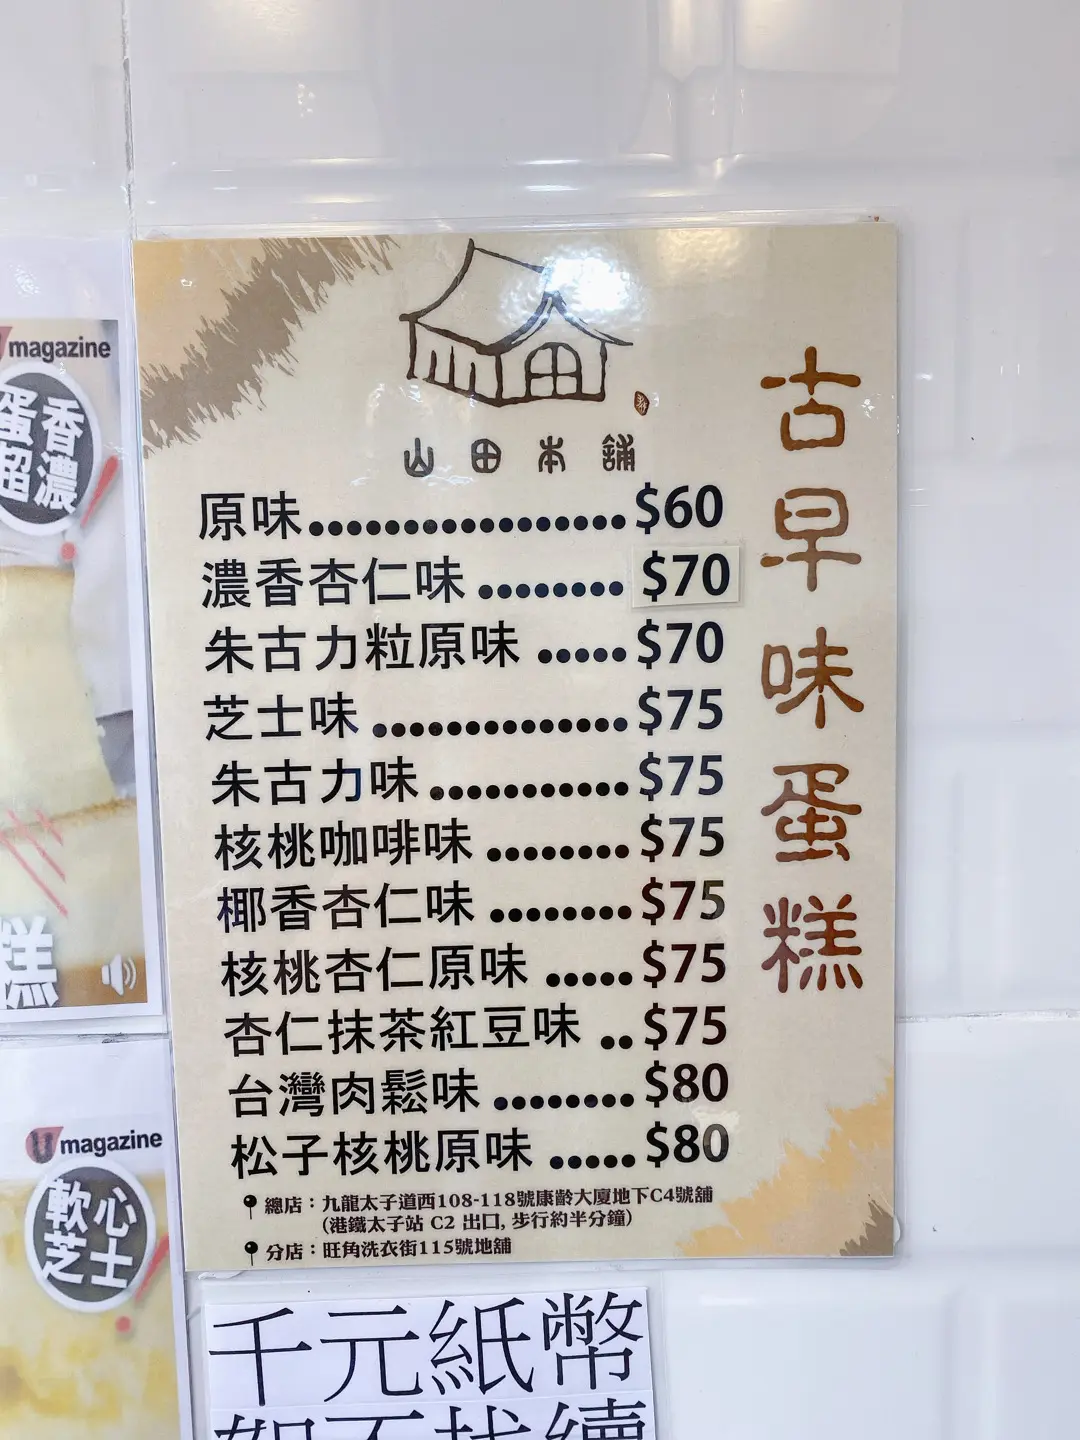 山田本舖
古早味蛋糕
原味.................$60
濃香杏仁味........$70
朱古力粒原味.....$70
芝士味..............$75
朱古力味...........$75
核桃咖啡味........$75
椰香杏仁味........$75
核桃杏仁原味.....$75
杏仁抹茶紅豆味..$75
台灣肉鬆味........$80
松子核桃原味.....$80
總店：九龍太子道西108-118號康齡大廈地下C4號舖
(港鐵太子站 C2 出口, 步行約半分鐘)
分店：旺角洗衣街115號地舖
千元紙幣
恕不找續
magazine
香濃
蛋超
糕
U magazine
軟心
芝士